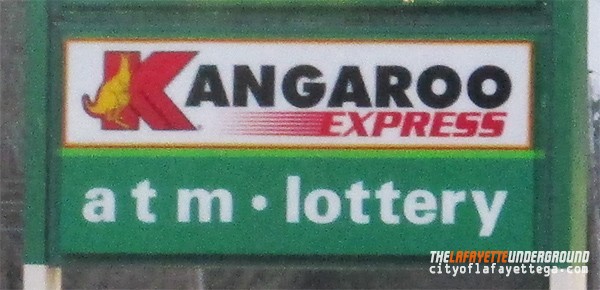 KANGAROO
EXPRESS
atm · lottery
THELAFAYETTEUNDERGROUND
cityoflafayettega.com